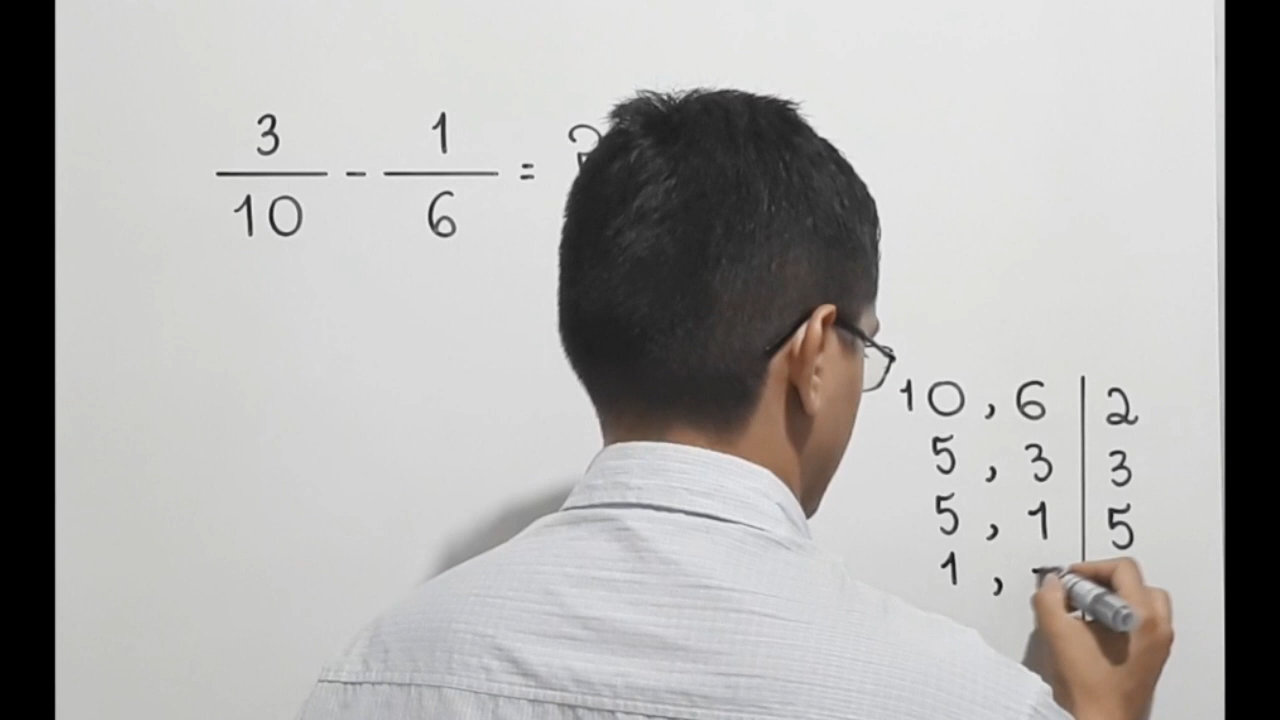 3/10 - 1/6 = ?
10 , 6 | 2
5 , 3 | 3
5 , 1 | 5
1 ,